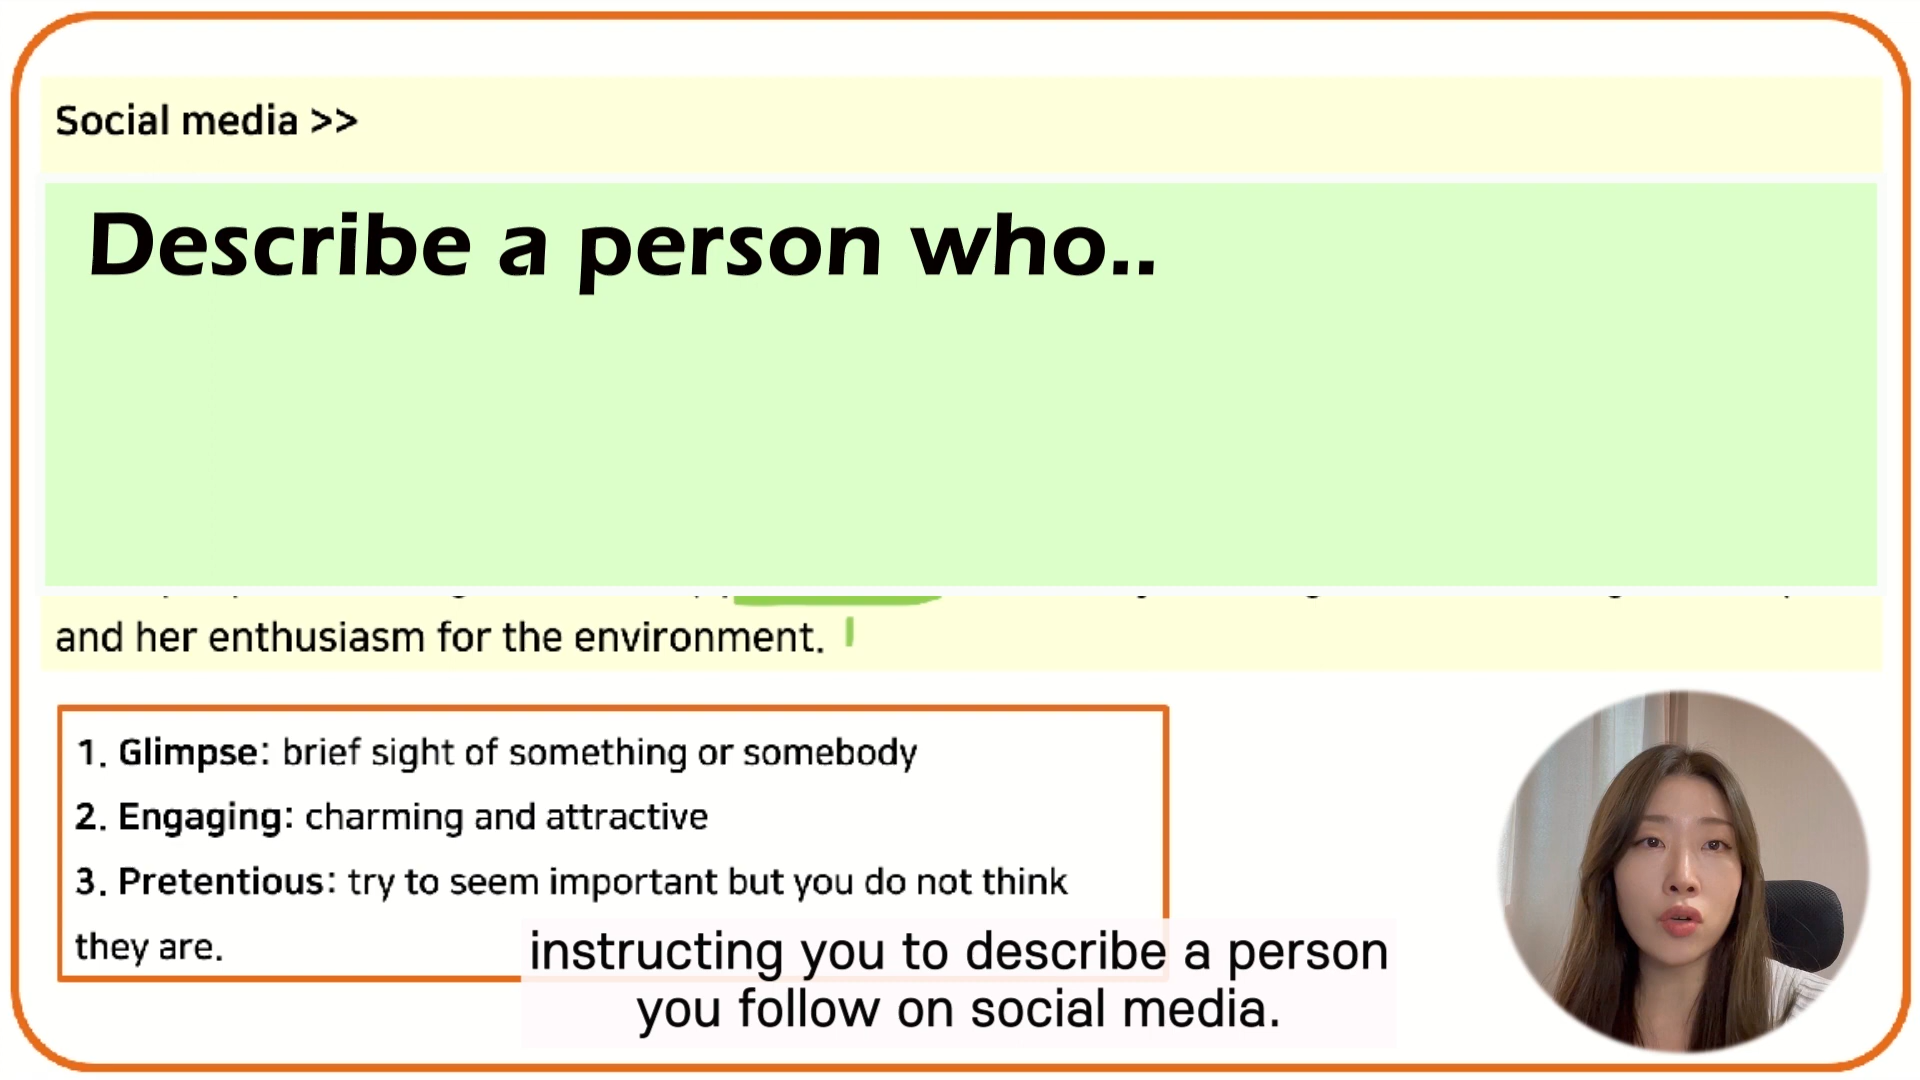 Social media >>
Describe a person who..
and her enthusiasm for the environment.
1. Glimpse: brief sight of something or somebody
2. Engaging: charming and attractive
3. Pretentious: try to seem important but you do not think
they are.
instructing you to describe a person
you follow on social media.